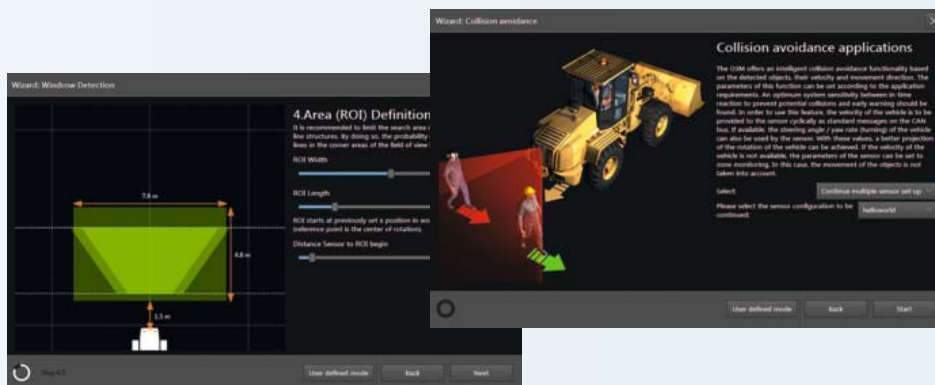 Wizard: Windrow Detection
4.Area (ROI) Definition
It is recommended to limit the search area
line structures. By doing so, the probability
lines in the corner areas of the field of view
ROI Width
ROI Length
ROI starts at previously set x position in
(reference point is the center of rotation).
Distance Sensor to ROI begin
7.8 m
4.8 m
1.5 m
User defined mode
Back
Next
Wizard: Collision avoidance
Collision avoidance applications
The O3M offers an intelligent collision avoidance functionality based
on the detected objects, their velocity and movement direction. The
parameters of this function can be set according to the application
requirements. An optimum system sensitivity between in-time
reaction to prevent potential collisions and early warning should be
found. In order to use this feature, the velocity of the vehicle is to be
provided to the sensor cyclically as standard messages on the CAN
bus. If available, the steering angle / yaw rate (turning) of the vehicle
can also be used by the sensor. With these values, a better projection
of the rotation of the vehicle can be achieved. If the velocity of the
vehicle is not available, the parameters of the sensor can be set to
zone monitoring. In this case, the movement of the objects is not
taken into account.
Select: Continue multiple sensor set up
Please select the sensor configuration to be
continued: helloworld
User defined mode
Back
Start